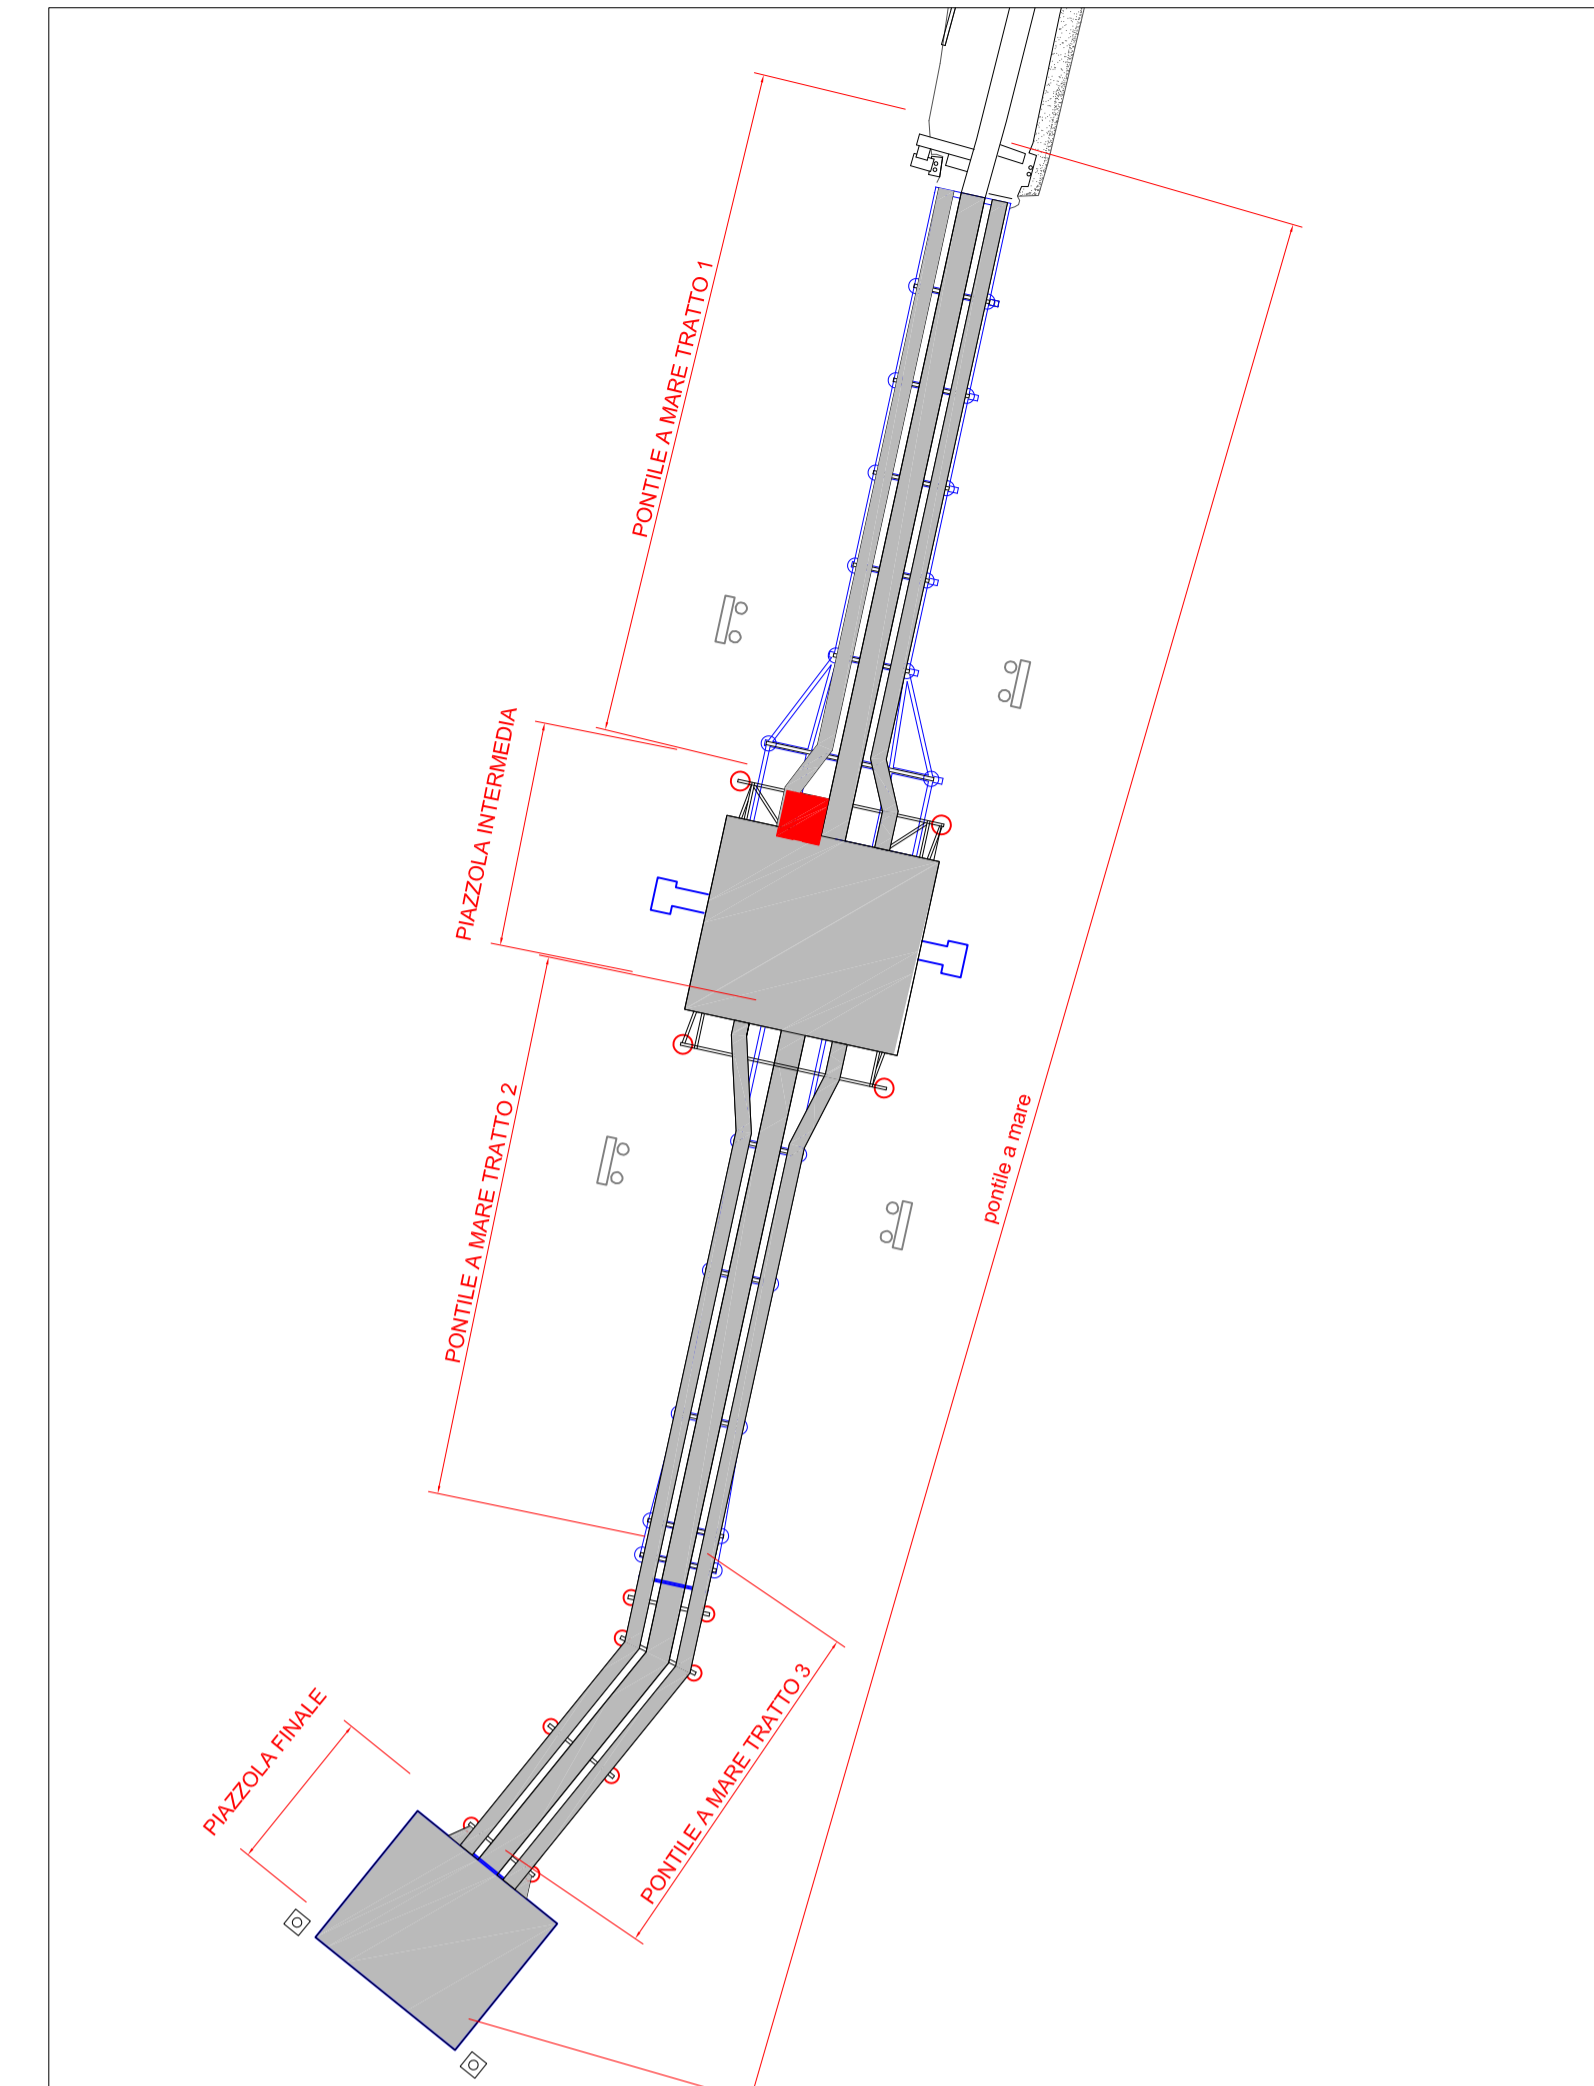 PONTILE A MARE TRATTO 1
PIAZZOLA INTERMEDIA
PONTILE A MARE TRATTO 2
pontile a mare
PIAZZOLA FINALE
PONTILE A MARE TRATTO 3